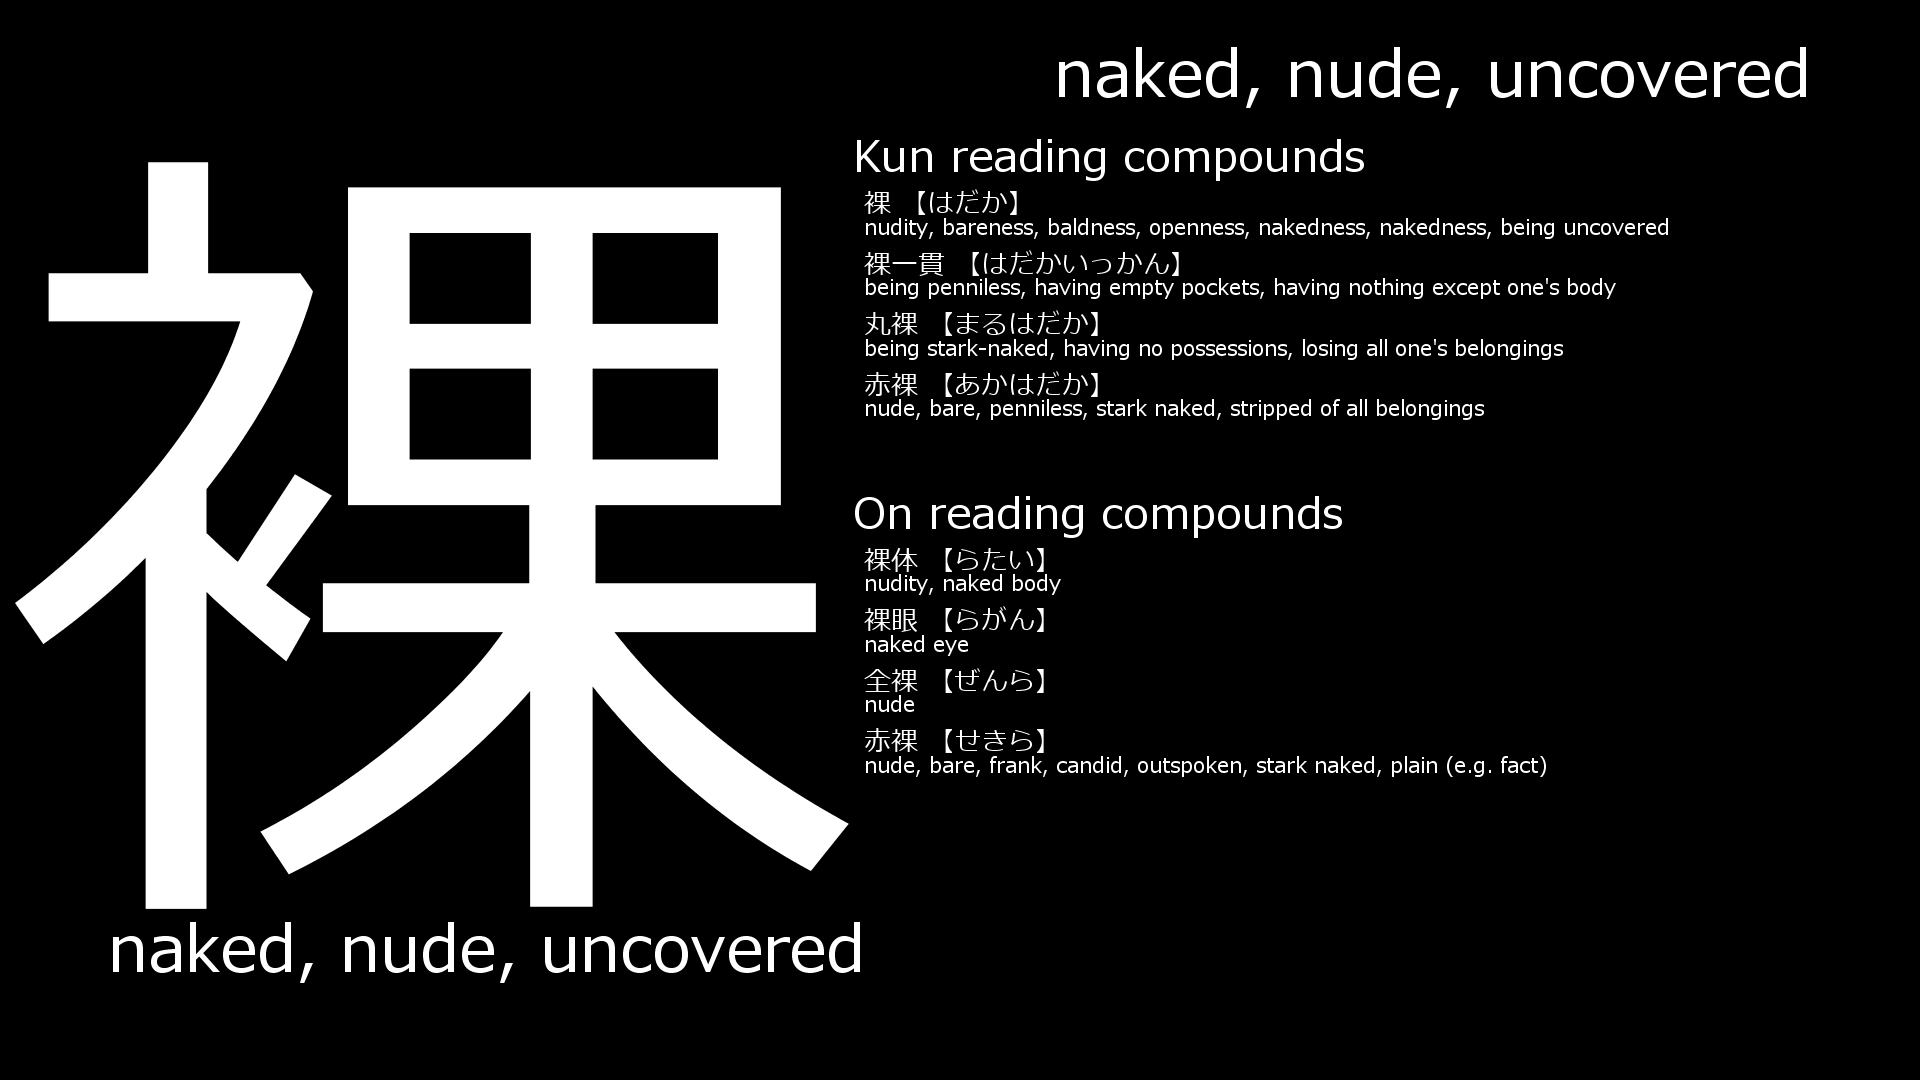 裸
naked, nude, uncovered
naked, nude, uncovered
Kun reading compounds
裸 【はだか】
nudity, bareness, baldness, openness, nakedness, nakedness, being uncovered
裸一貫 【はだかいっかん】
being penniless, having empty pockets, having nothing except one's body
丸裸 【まるはだか】
being stark-naked, having no possessions, losing all one's belongings
赤裸 【あかはだか】
nude, bare, penniless, stark naked, stripped of all belongings
On reading compounds
裸体 【らたい】
nudity, naked body
裸眼 【らがん】
naked eye
全裸 【ぜんら】
nude
赤裸 【せきら】
nude, bare, frank, candid, outspoken, stark naked, plain (e.g. fact)